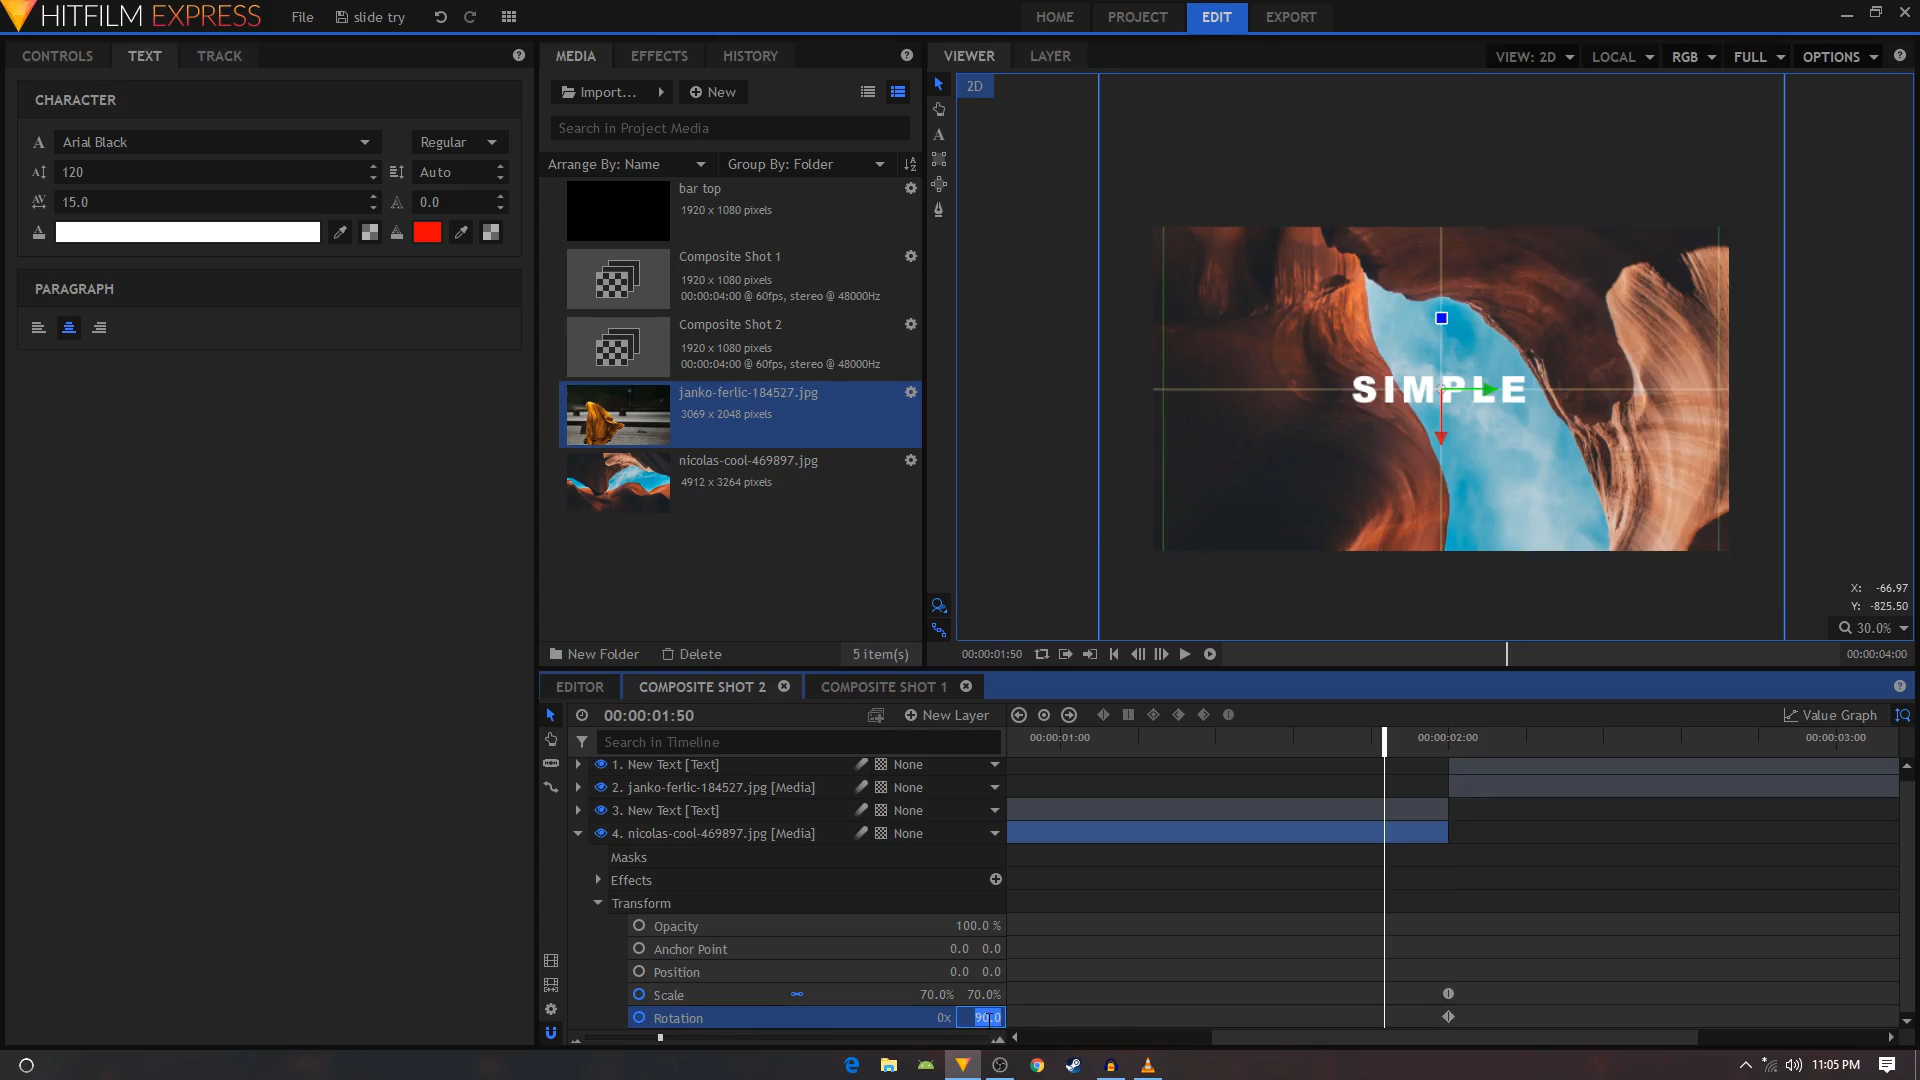 HITFILM EXPRESS
File
slide try
HOME
PROJECT
EDIT
EXPORT
CONTROLS
TEXT
TRACK
CHARACTER
Arial Black
Regular
120
Auto
15.0
0.0
PARAGRAPH
MEDIA
EFFECTS
HISTORY
Import...
New
Search in Project Media
Arrange By: Name
Group By: Folder
bar top
1920 x 1080 pixels
Composite Shot 1
1920 x 1080 pixels
00:00:04:00 @ 60fps, stereo @ 48000Hz
Composite Shot 2
1920 x 1080 pixels
00:00:04:00 @ 60fps, stereo @ 48000Hz
janko-ferlic-184527.jpg
3069 x 2048 pixels
nicolas-cool-469897.jpg
4912 x 3264 pixels
New Folder
Delete
5 item(s)
VIEWER
LAYER
VIEW: 2D
LOCAL
RGB
FULL
OPTIONS
2D
SIMPLE
X: -66.97
Y: -825.50
30.0%
00:00:01:50
00:00:04:00
EDITOR
COMPOSITE SHOT 2
COMPOSITE SHOT 1
00:00:01:50
New Layer
Value Graph
Search in Timeline
00:00:01:00
00:00:02:00
00:00:03:00
1. New Text [Text]
None
2. janko-ferlic-184527.jpg [Media]
None
3. New Text [Text]
None
4. nicolas-cool-469897.jpg [Media]
None
Masks
Effects
Transform
Opacity
100.0 %
Anchor Point
0.0 0.0
Position
0.0 0.0
Scale
70.0% 70.0%
Rotation
0x 90.0
11:05 PM